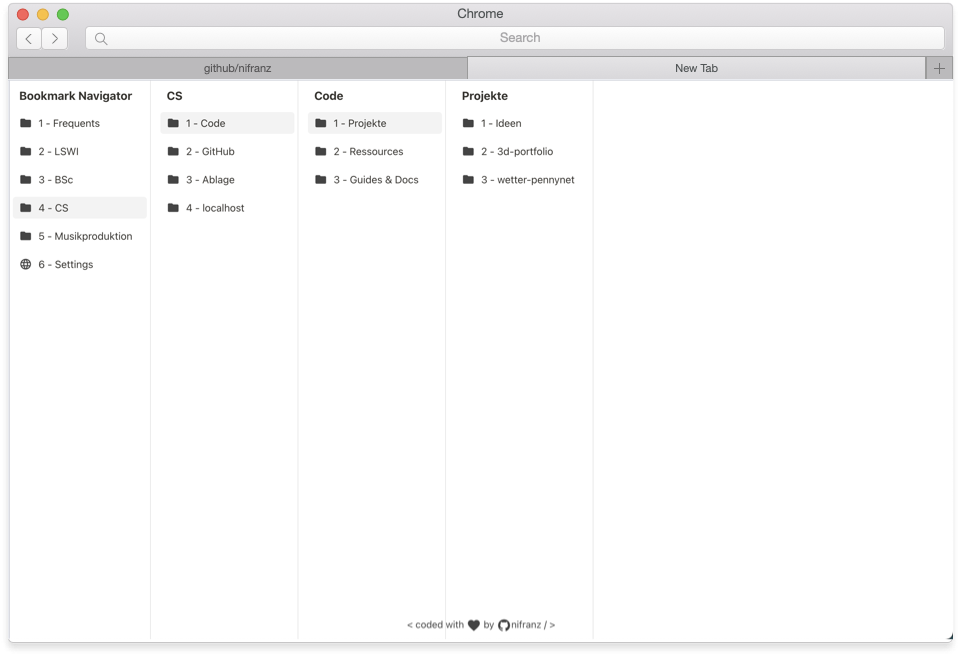 Chrome
Search
github/nifranz
New Tab
Bookmark Navigator
1 - Frequents
2 - LSWI
3 - BSc
4 - CS
5 - Musikproduktion
6 - Settings
CS
1 - Code
2 - GitHub
3 - Ablage
4 - localhost
Code
1 - Projekte
2 - Ressources
3 - Guides & Docs
Projekte
1 - Ideen
2 - 3d-portfolio
3 - wetter-pennynet
< coded with by nifranz / >